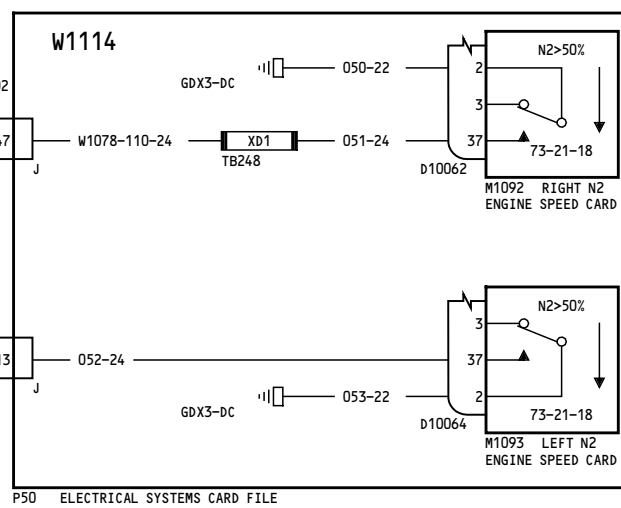 W1114
N2>50%
050-22
2
GDX3-DC
3
W1078-110-24
XD1
051-24
37
73-21-18
TB248
J
D10062
M1092 RIGHT N2
ENGINE SPEED CARD
N2>50%
3
052-24
37
J
053-22
2
GDX3-DC
73-21-18
D10064
M1093 LEFT N2
ENGINE SPEED CARD
P50 ELECTRICAL SYSTEMS CARD FILE